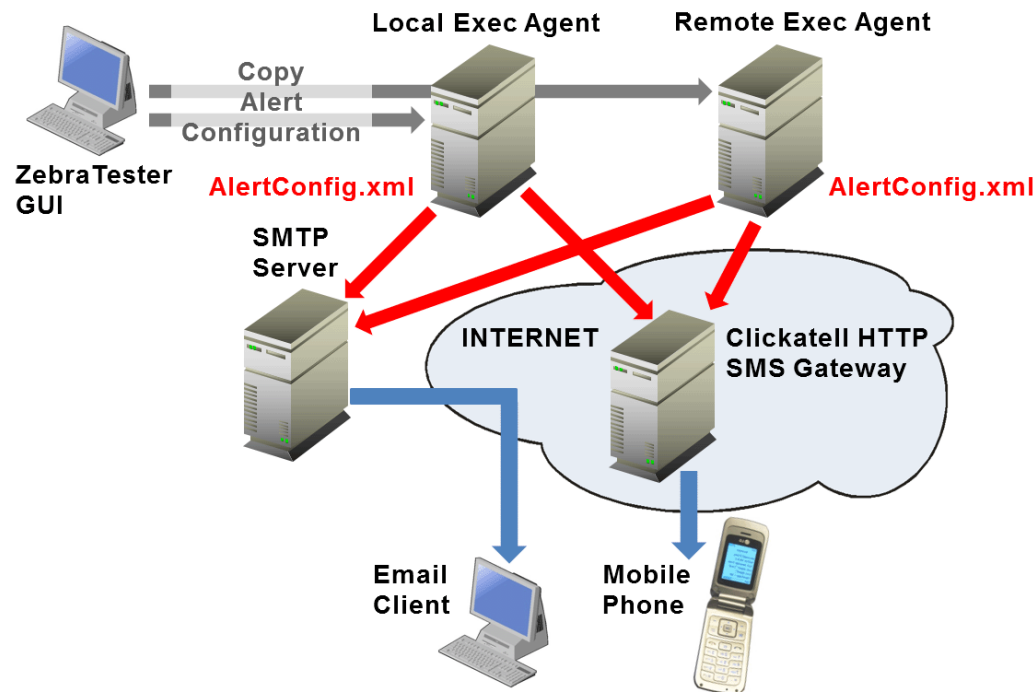 Local Exec Agent
Remote Exec Agent
Copy
Alert
Configuration
ZebraTester
GUI
AlertConfig.xml
AlertConfig.xml
SMTP
Server
INTERNET
Clickatell HTTP
SMS Gateway
Email
Client
Mobile
Phone